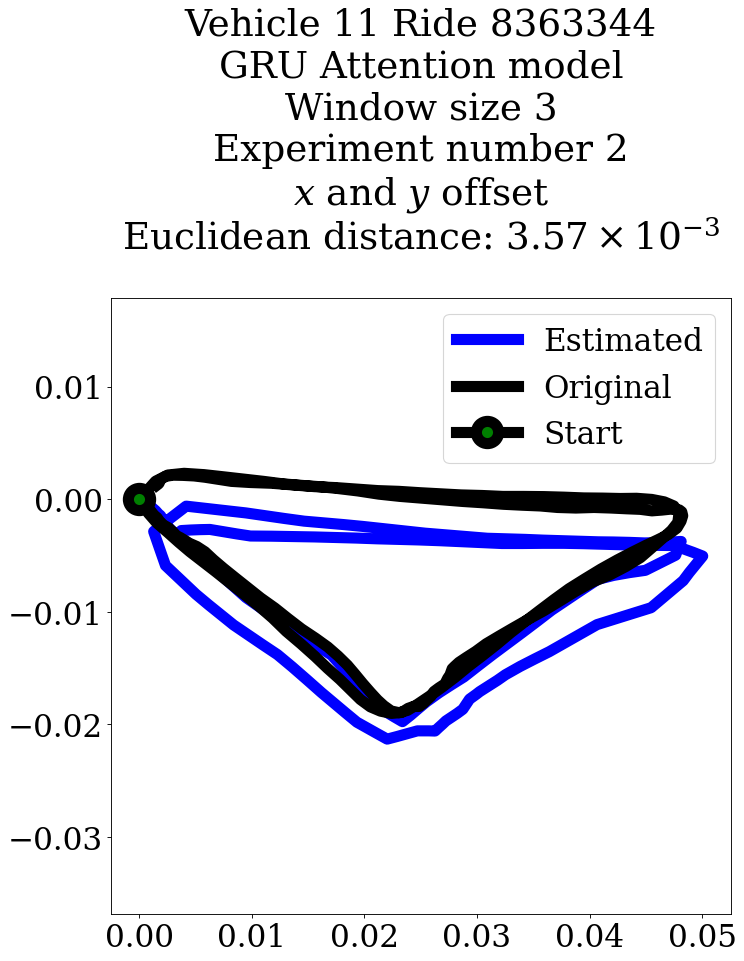 Vehicle 11 Ride 8363344
GRU Attention model
Window size 3
Experiment number 2
x and y offset
Euclidean distance: 3.57 × 10⁻³
Estimated
Original
Start
0.01
0.00
−0.01
−0.02
−0.03
0.00 0.01 0.02 0.03 0.04 0.05